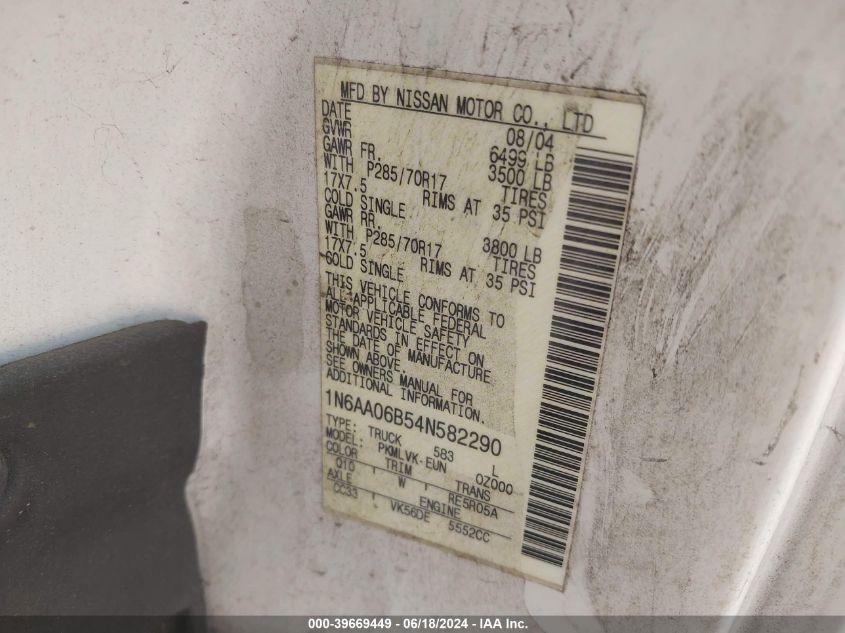 MFD BY NISSAN MOTOR CO., LTD
DATE 08/04
GVWR 6499 LB
GAWR FR. 3500 LB
WITH P285/70R17 TIRES
17X7.5 RIMS AT 35 PSI
COLD SINGLE
GAWR RR. 3800 LB
WITH P285/70R17 TIRES
17X7.5 RIMS AT 35 PSI
COLD SINGLE
THIS VEHICLE CONFORMS TO
ALL APPLICABLE FEDERAL
MOTOR VEHICLE SAFETY
STANDARDS IN EFFECT ON
THE DATE OF MANUFACTURE
SHOWN ABOVE.
SEE OWNERS MANUAL FOR
ADDITIONAL INFORMATION.
1N6AA06B54N582290
TYPE: TRUCK 583 L
MODEL: PKMLVK-EUN 0Z000
COLOR TRIM TRANS
010 W RE5R05A
AXLE ENGINE
CC33 VK56DE 5552CC
000-39669449 - 06/18/2024 - IAA Inc.